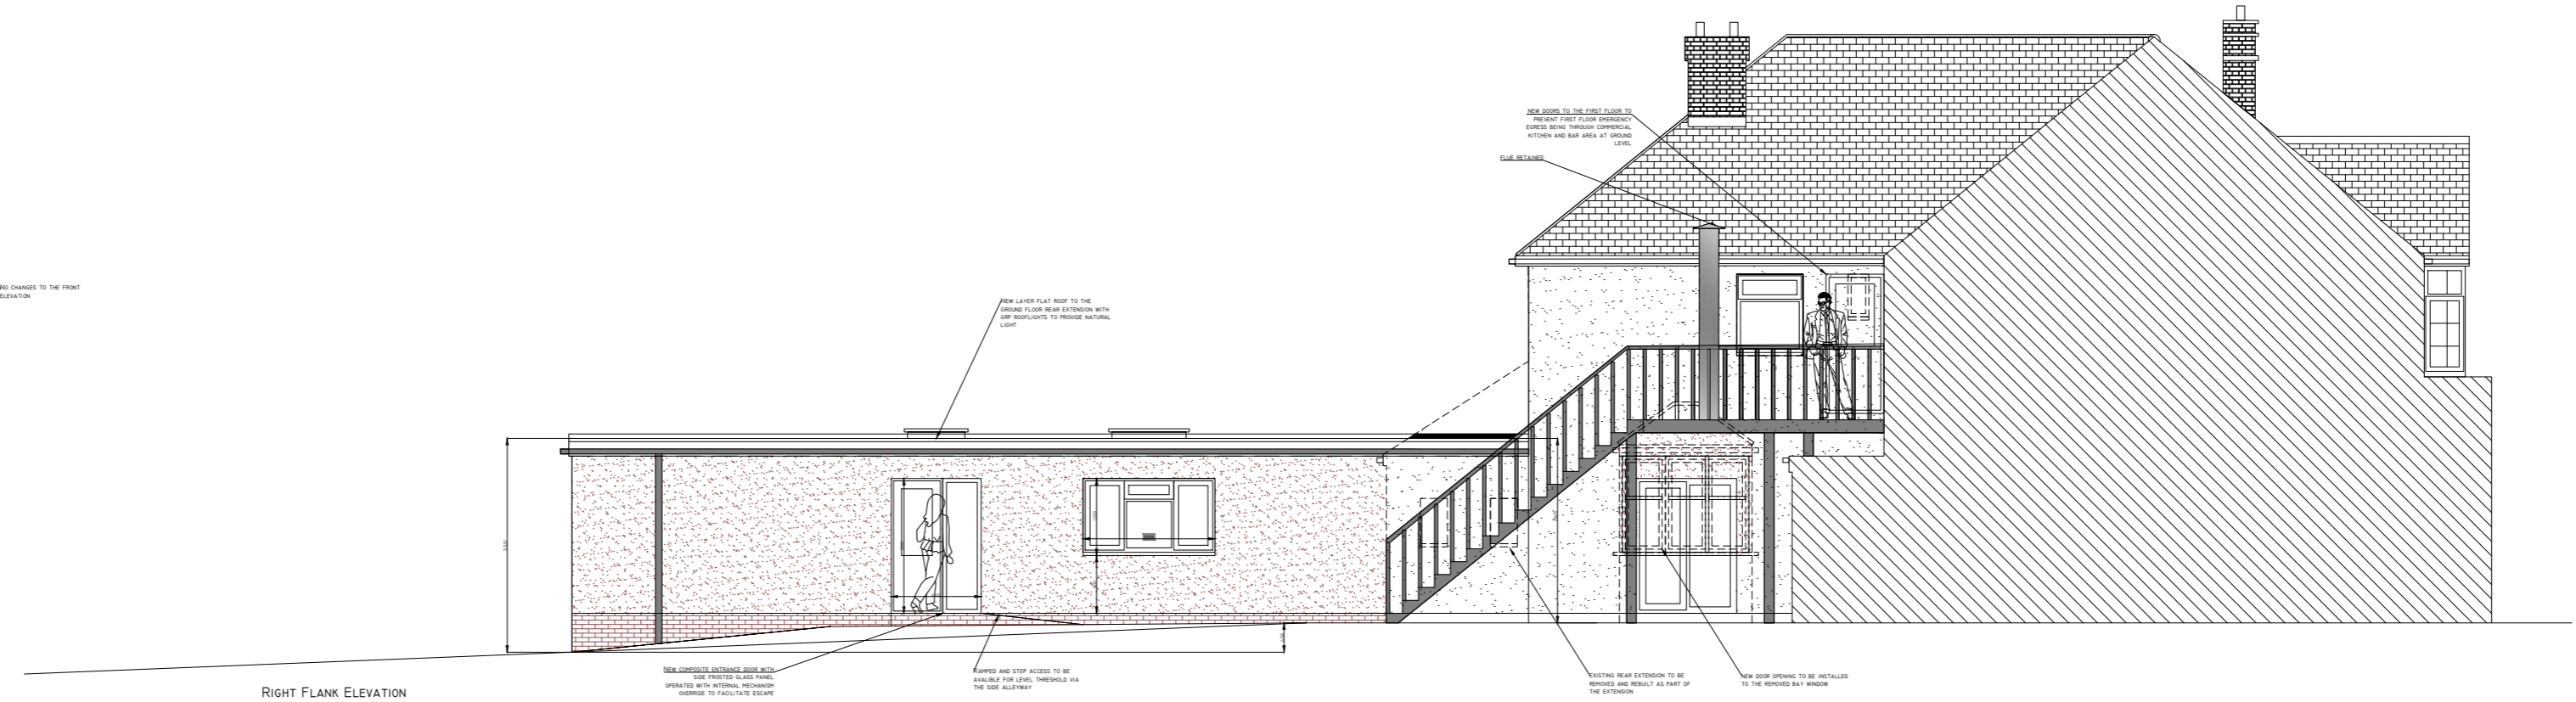 NO CHANGES TO THE FRONT
ELEVATION
NEW LAYER FLAT ROOF TO THE
GROUND FLOOR REAR EXTENSION WITH
GRP ROOFLIGHTS TO PROVIDE NATURAL
LIGHT
NEW DOORS TO THE FIRST FLOOR TO
PREVENT FIRST FLOOR EMERGENCY
EGRESS BEING THROUGH COMMERCIAL
KITCHEN AND BAR AREA AT GROUND
LEVEL
FLUE RETAINED
NEW COMPOSITE ENTRANCE DOOR WITH
SIDE FROSTED GLASS PANEL
OPERATED WITH INTERNAL MECHANISM
OVERRIDE TO FACILITATE ESCAPE
RAMPED AND STEP ACCESS TO BE
AVALIBLE FOR LEVEL THRESHOLD VIA
THE SIDE ALLEYWAY
EXISTING REAR EXTENSION TO BE
REMOVED AND REBUILT AS PART OF
THE EXTENSION
NEW DOOR OPENING TO BE INSTALLED
TO THE REMOVED BAY WINDOW
RIGHT FLANK ELEVATION